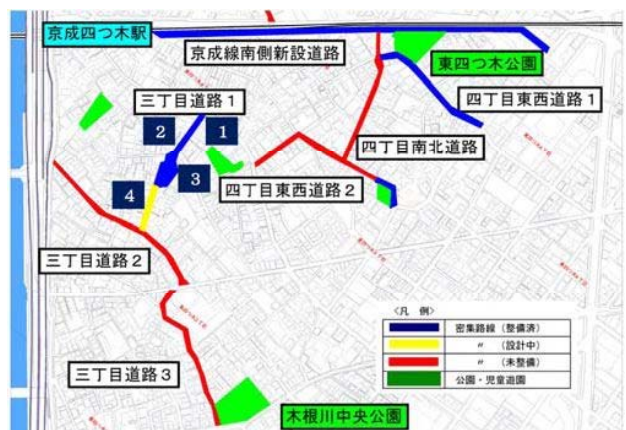 京成四つ木駅
京成線南側新設道路
東四つ木公園
三丁目道路1
四丁目東西道路1
2
1
四丁目南北道路
3
四丁目東西道路2
4
三丁目道路2
〈凡 例〉
密集路線(整備済)
〃 (設計中)
〃 (未整備)
公園・児童遊園
三丁目道路3
木根川中央公園